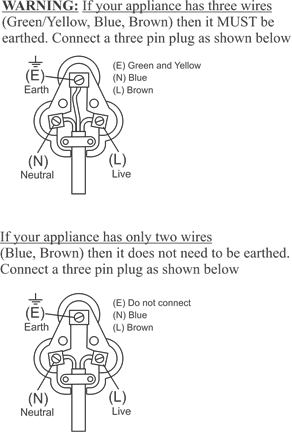 WARNING: If your appliance has three wires
(Green/Yellow, Blue, Brown) then it MUST be
earthed. Connect a three pin plug as shown below
(E)
Earth
(E) Green and Yellow
(N) Blue
(L) Brown
(N)
Neutral
(L)
Live
If your appliance has only two wires
(Blue, Brown) then it does not need to be earthed.
Connect a three pin plug as shown below
(E)
Earth
(E) Do not connect
(N) Blue
(L) Brown
(N)
Neutral
(L)
Live